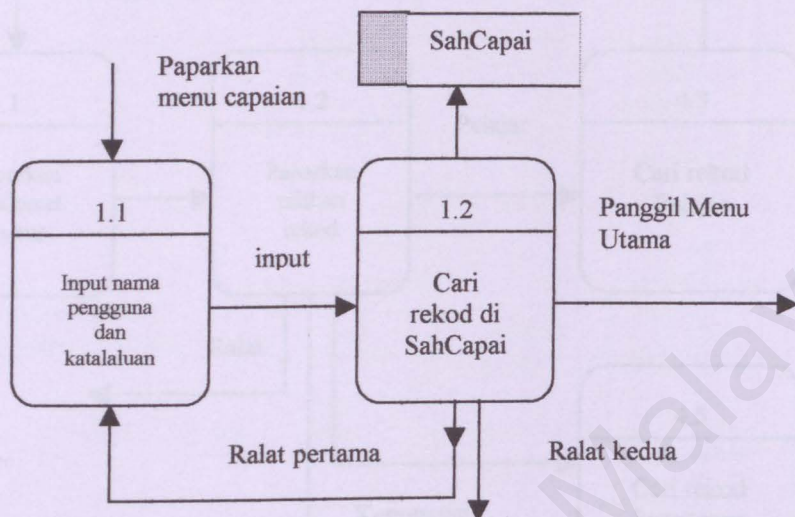 SahCapai
Paparkan
menu capaian
1.1
Input nama
pengguna
dan
katalaluan
input
1.2
Cari
rekod di
SahCapai
Panggil Menu
Utama
Ralat pertama
Ralat kedua